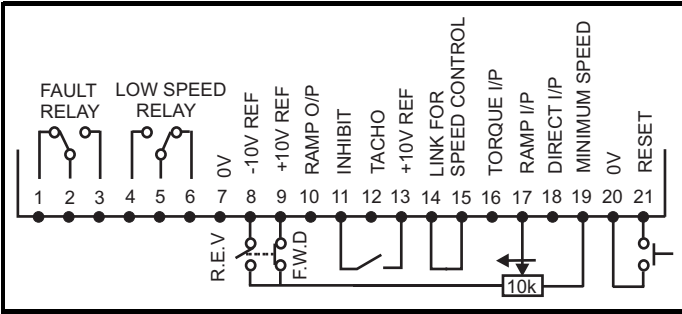 FAULT
RELAY
LOW SPEED
RELAY
0V
-10V REF
+10V REF
RAMP O/P
INHIBIT
TACHO
+10V REF
LINK FOR
SPEED CONTROL
TORQUE I/P
RAMP I/P
DIRECT I/P
MINIMUM SPEED
0V
RESET
1 2 3 4 5 6 7 8 9 10 11 12 13 14 15 16 17 18 19 20 21
R.E.V
F.W.D
10k